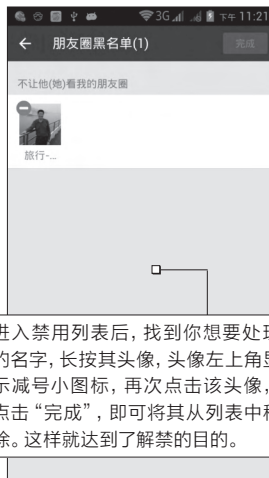 3G 下午 11:21
朋友圈黑名单(1) 完成
不让他(她)看我的朋友圈
旅行-...
进入禁用列表后，找到你想要处理
的名字，长按其头像，头像左上角显
示减号小图标，再次点击该头像，
点击“完成”，即可将其从列表中移
除。这样就达到了解禁的目的。